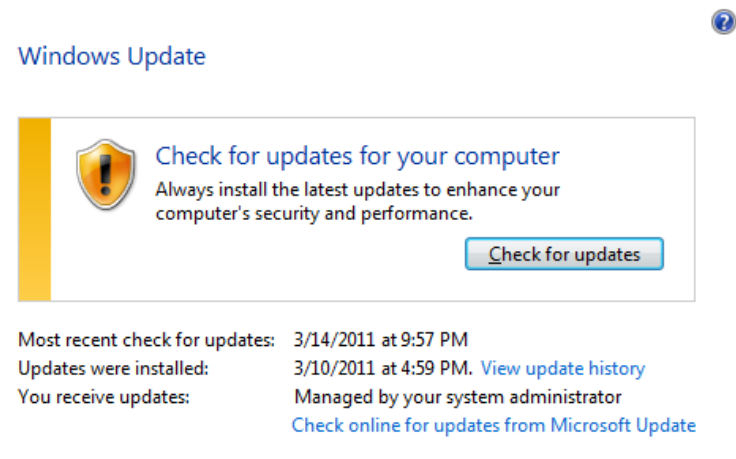 Windows Update
Check for updates for your computer
Always install the latest updates to enhance your
computer's security and performance.
Check for updates
Most recent check for updates: 3/14/2011 at 9:57 PM
Updates were installed: 3/10/2011 at 4:59 PM. View update history
You receive updates: Managed by your system administrator
Check online for updates from Microsoft Update